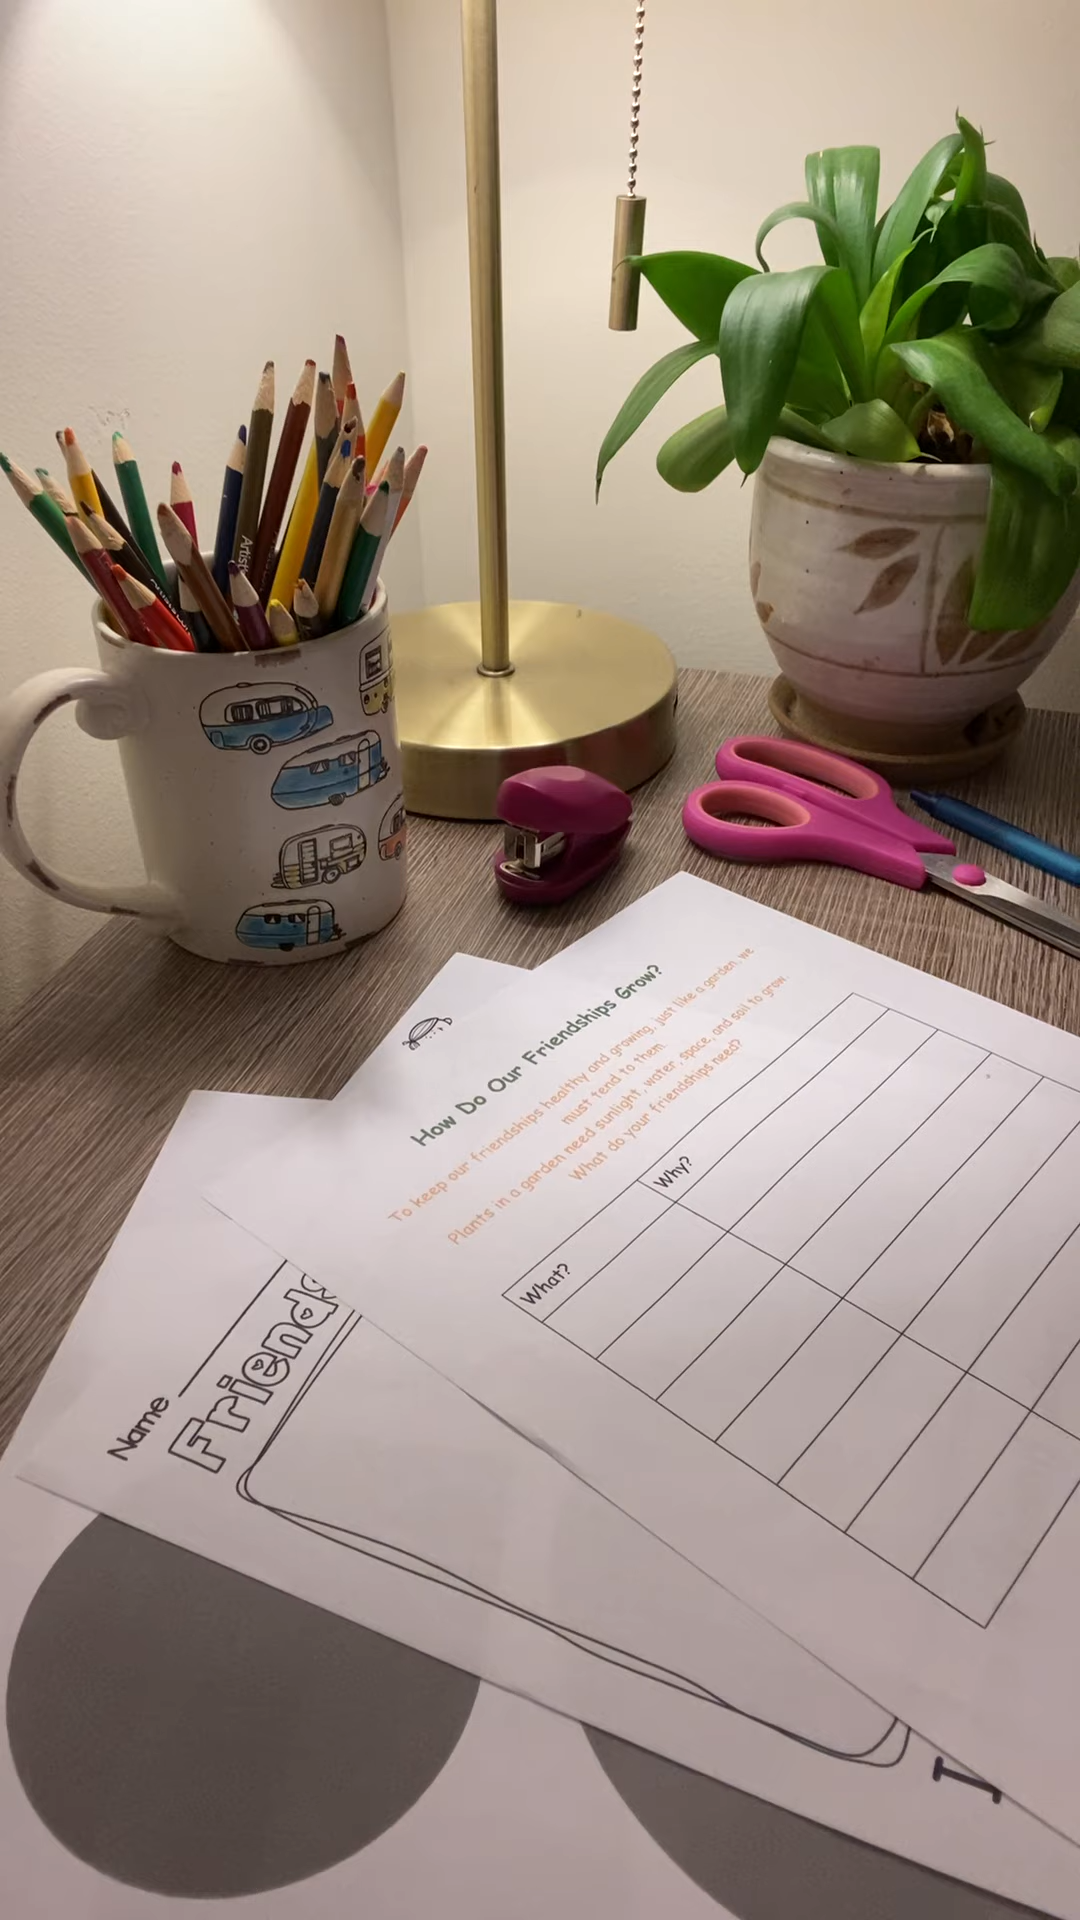 How Do Our Friendships Grow?
To keep our friendships healthy and growing, just like a garden, we
must tend to them.
Plants in a garden need sunlight, water, space, and soil to grow.
What do your friendships need?
What?
Why?
Name
Friends
I
Artist